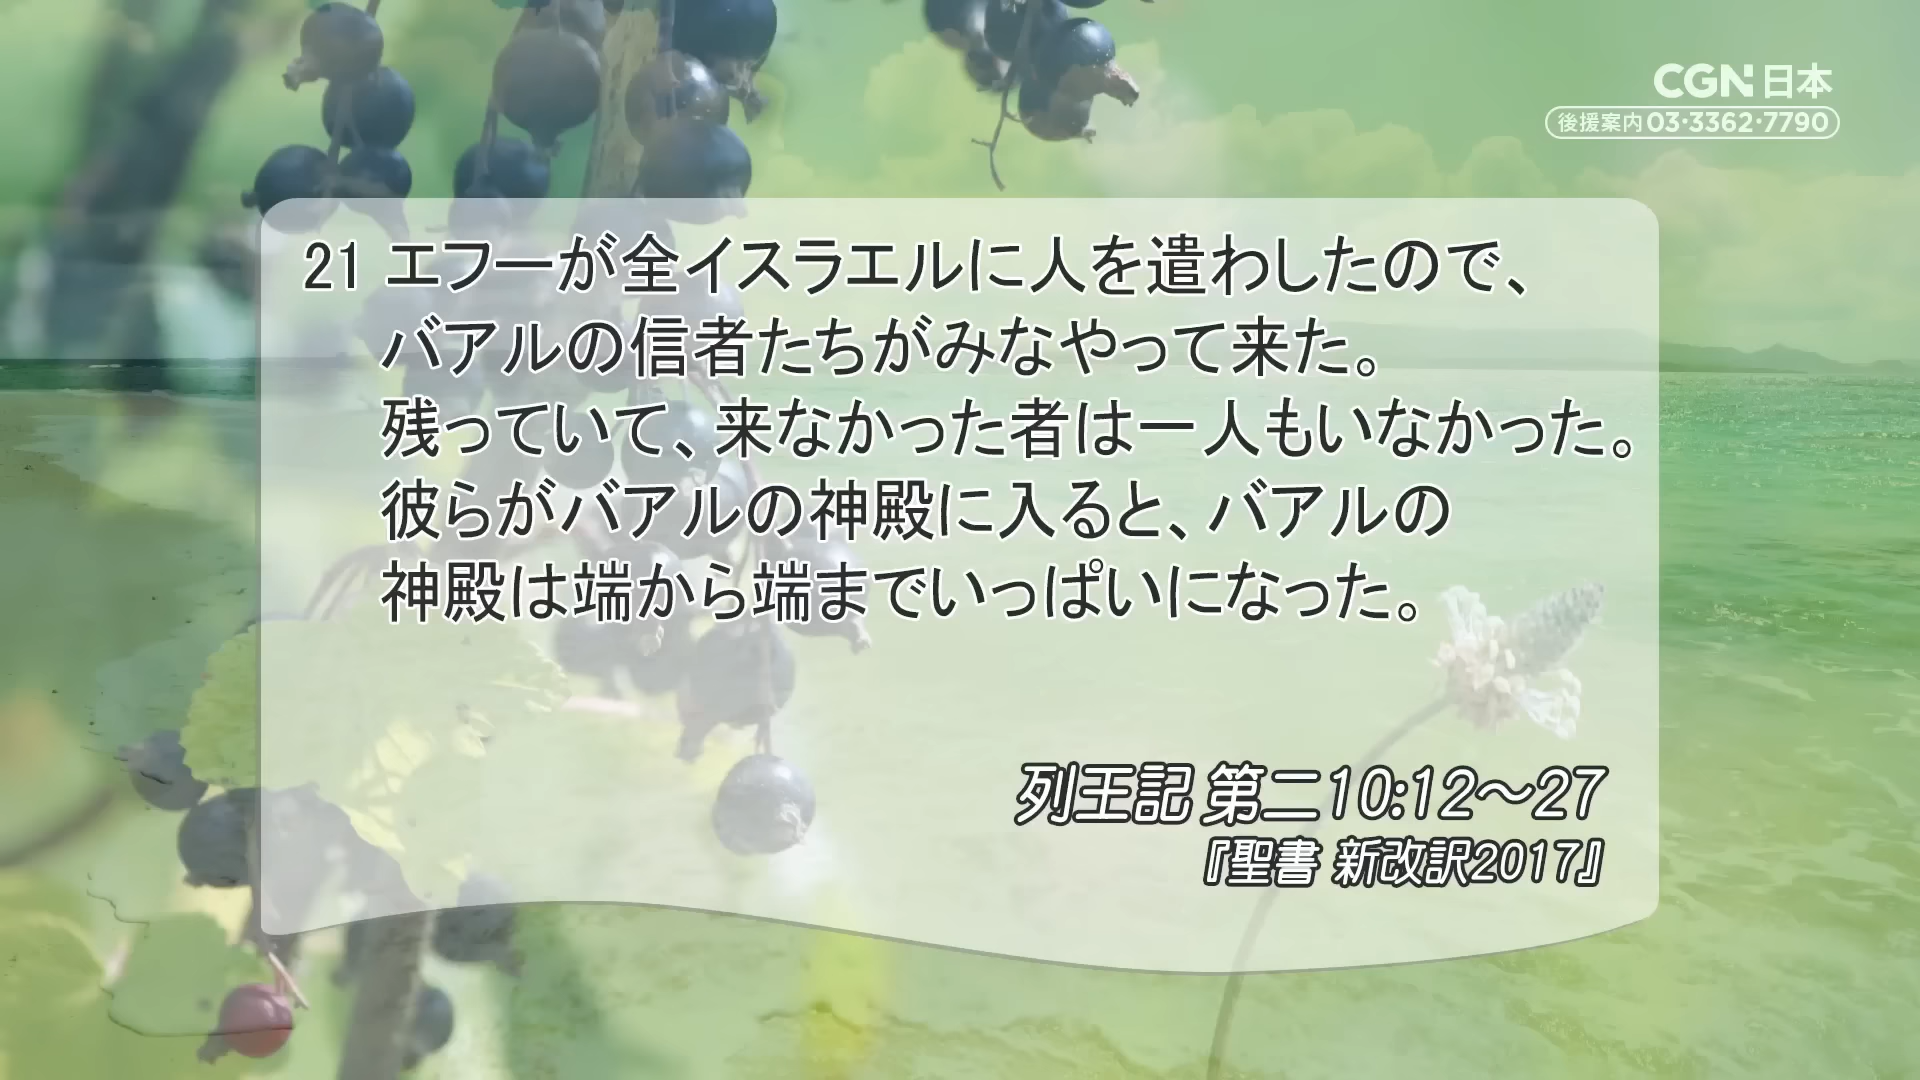 CGN日本
後援案内 03·3362·7790
21 エフーが全イスラエルに人を遣わしたので、
バアルの信者たちがみなやって来た。
残っていて、来なかった者は一人もいなかった。
彼らがバアルの神殿に入ると、バアルの
神殿は端から端までいっぱいになった。
列王記 第二10:12〜27
『聖書 新改訳2017』